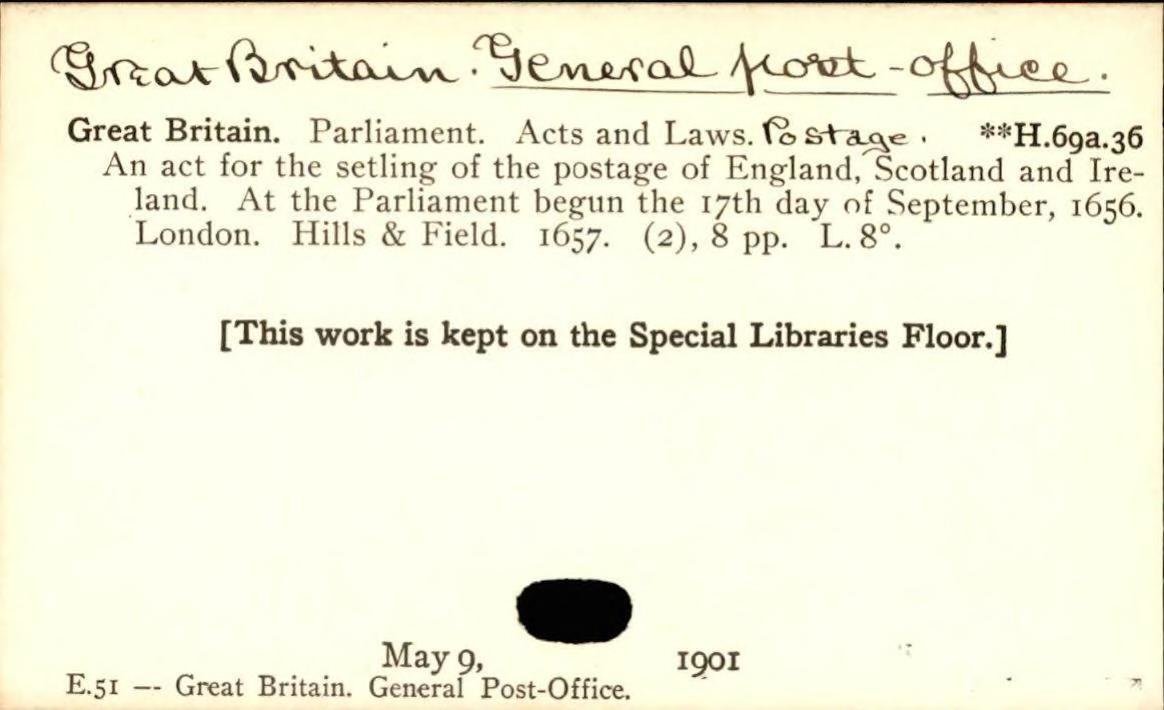 Great Britain. General post-office.
Great Britain. Parliament. Acts and Laws. Postage. **H.69a.36
An act for the setling of the postage of England, Scotland and Ire-
land. At the Parliament begun the 17th day of September, 1656.
London. Hills & Field. 1657. (2), 8 pp. L. 8°.
[This work is kept on the Special Libraries Floor.]
May 9, 1901
E.51 -- Great Britain. General Post-Office.